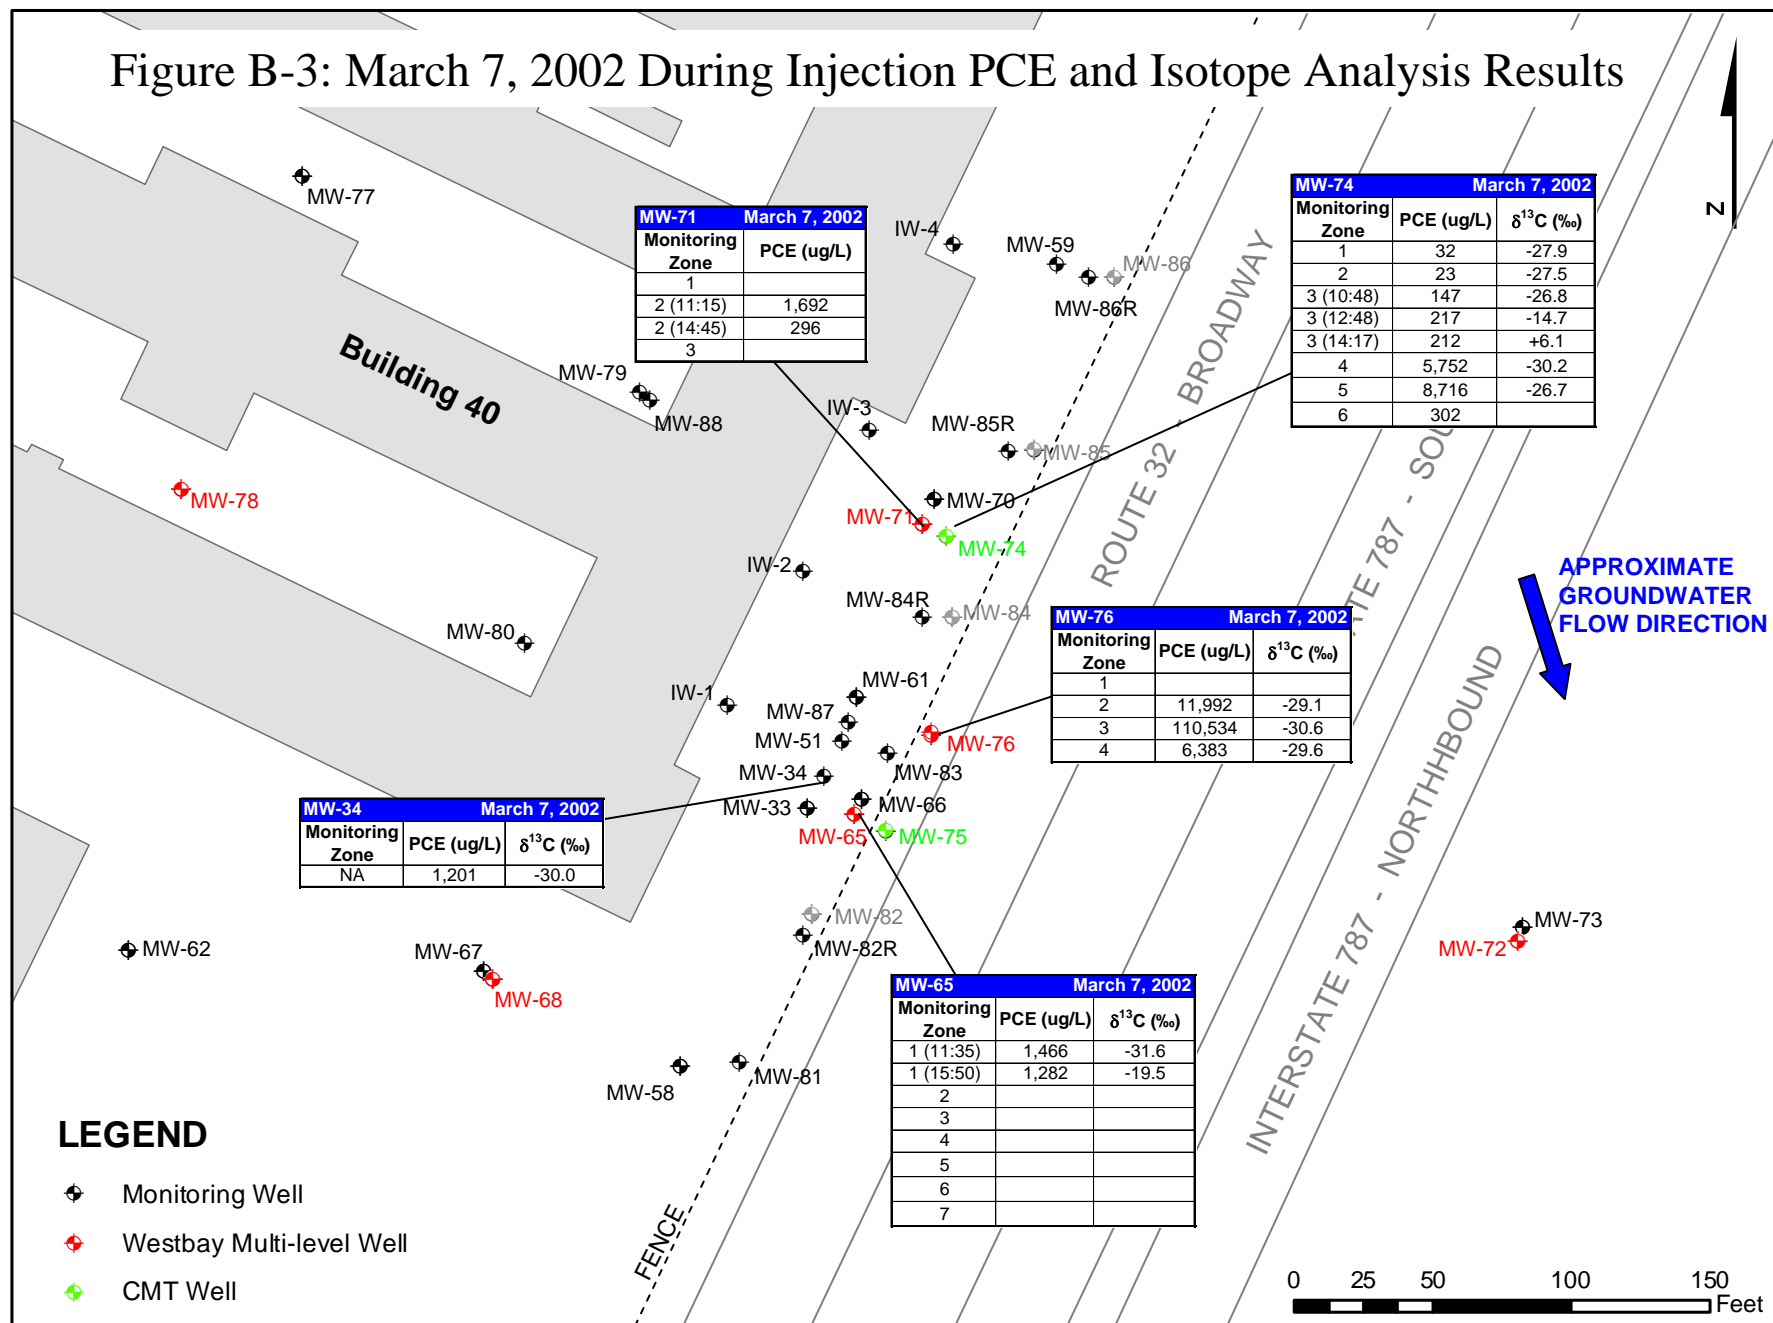 Figure B-3: March 7, 2002 During Injection PCE and Isotope Analysis Results
N
MW-77
MW-71 March 7, 2002
Monitoring Zone PCE (ug/L)
1
2 (11:15) 1,692
2 (14:45) 296
3
IW-4
MW-59
MW-86
MW-86R
MW-74 March 7, 2002
Monitoring Zone PCE (ug/L) δ13C (‰)
1 32 -27.9
2 23 -27.5
3 (10:48) 147 -26.8
3 (12:48) 217 -14.7
3 (14:17) 212 +6.1
4 5,752 -30.2
5 8,716 -26.7
6 302
Building 40
MW-79
MW-88
IW-3
MW-85R
MW-85
MW-78
MW-70
MW-71
MW-74
ROUTE 32 - BROADWAY
IW-2
MW-84R
MW-84
MW-80
APPROXIMATE
GROUNDWATER
FLOW DIRECTION
MW-76 March 7, 2002
Monitoring Zone PCE (ug/L) δ13C (‰)
1
2 11,992 -29.1
3 110,534 -30.6
4 6,383 -29.6
IW-1
MW-61
MW-87
MW-51
MW-76
MW-34
MW-83
MW-33
MW-66
MW-65
MW-75
MW-34 March 7, 2002
Monitoring Zone PCE (ug/L) δ13C (‰)
NA 1,201 -30.0
MW-82
MW-82R
MW-62
MW-67
MW-68
MW-73
MW-72
INTERSTATE 787 - NORTHHBOUND
MW-65 March 7, 2002
Monitoring Zone PCE (ug/L) δ13C (‰)
1 (11:35) 1,466 -31.6
1 (15:50) 1,282 -19.5
2
3
4
5
6
7
MW-58
MW-81
FENCE
LEGEND
Monitoring Well
Westbay Multi-level Well
CMT Well
0 25 50 100 150
Feet